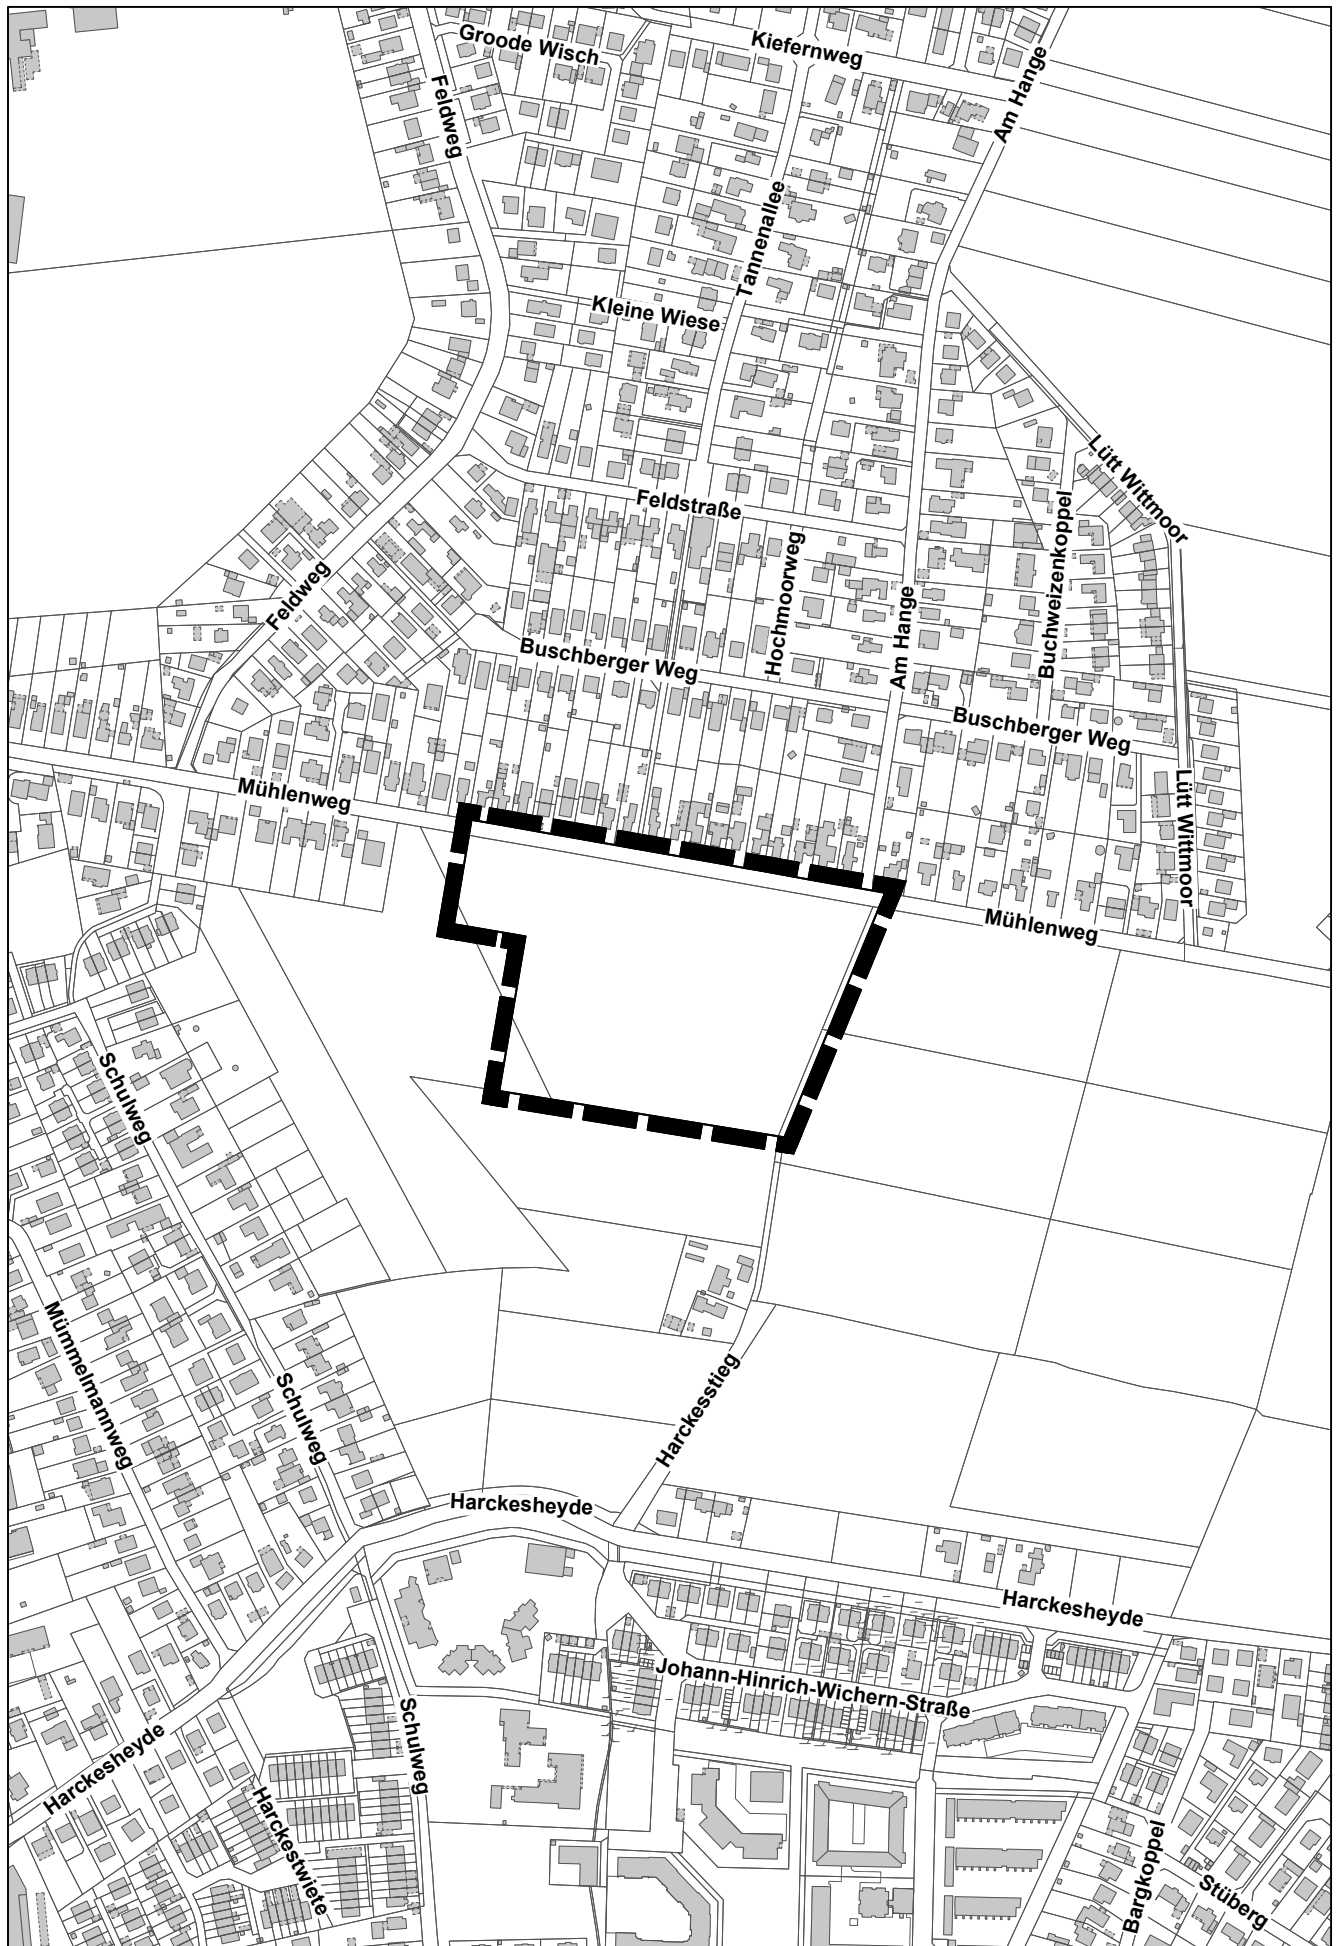 Groode Wisch
Kiefernweg
Am Hange
Feldweg
Tannenallee
Kleine Wiese
Lütt Wittmoor
Feldstraße
Buchweizenkoppel
Hochmoorweg
Feldweg
Am Hange
Buschberger Weg
Buschberger Weg
Mühlenweg
Lütt Wittmoor
Mühlenweg
Schulweg
Mümmelmannweg
Schulweg
Harckesstieg
Harckesheyde
Harckesheyde
Johann-Hinrich-Wichern-Straße
Schulweg
Harckesheyde
Harckestwiete
Bargkoppel
Stüberg